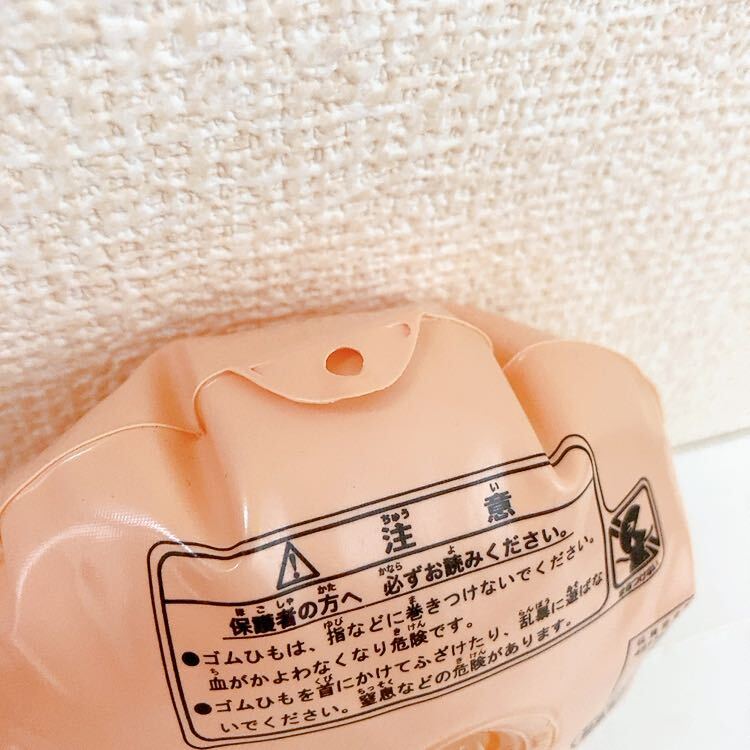 注意
保護者の方へ 必ずお読みください。
●ゴムひもは、指などに巻きつけないでください。
血がかよわなくなり危険です。
●ゴムひもを首にかけてふざけたり、乱暴に遊ばな
いでください。窒息などの危険があります。